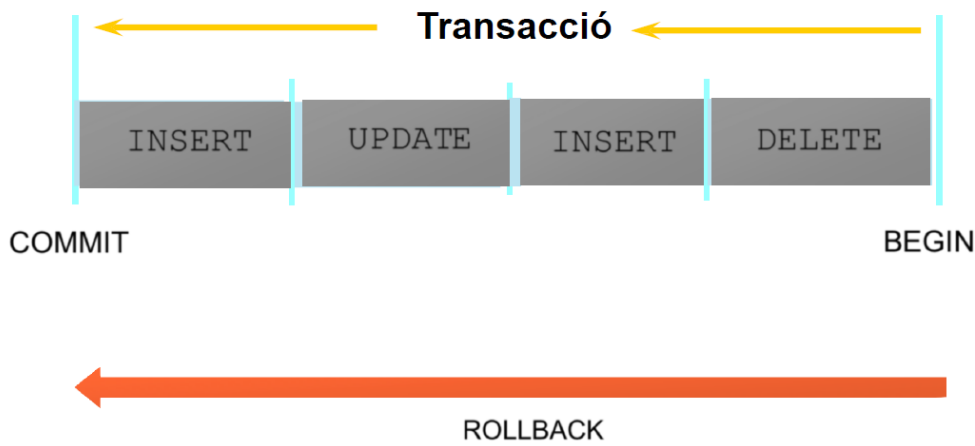 Transacció
INSERT UPDATE INSERT DELETE
COMMIT BEGIN
ROLLBACK